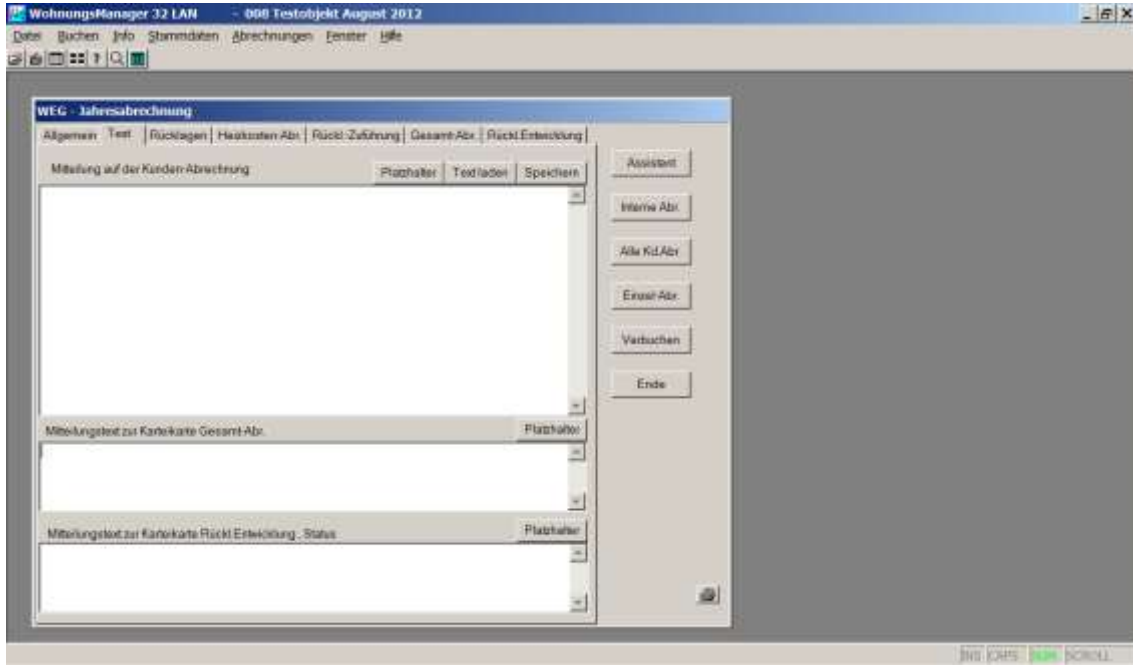 WohnungsManager 32 LAN - 008 Testobjekt August 2012
Datei Buchen Info Stammdaten Abrechnungen Fenster Hilfe
WEG - Jahresabrechnung
Allgemein Text Rücklagen Heizkosten-Abr. Rückl.-Zuführung Gesamt-Abr. Rückl.Entwicklung
Mitteilung auf der Kunden-Abrechnung Platzhalter Text laden Speichern
Assistent
Interne Abr.
Alle Kd.Abr
Einzel-Abr.
Verbuchen
Ende
Mitteilungstext zur Karteikarte Gesamt-Abr. Platzhalter
Mitteilungstext zur Karteikarte Rückl.Entwicklung , Status Platzhalter
INS CAPS NUM SCROLL